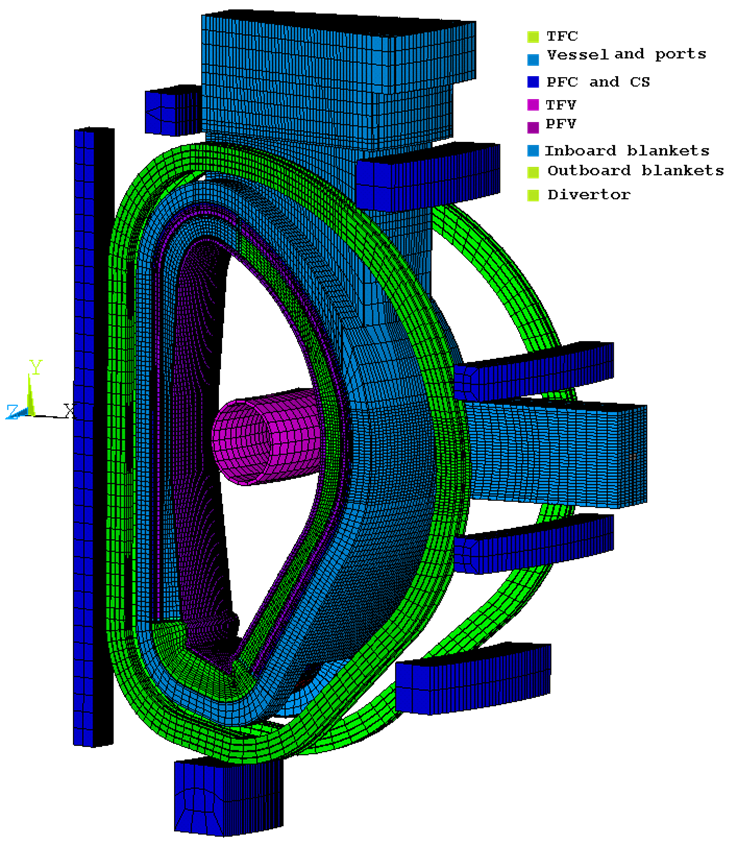 TFC
Vessel and ports
PFC and CS
TFV
PFV
Inboard blankets
Outboard blankets
Divertor
Y
Z X